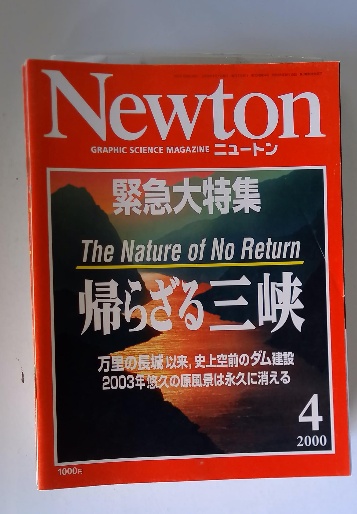 Newton
GRAPHIC SCIENCE MAGAZINE ニュートン
緊急大特集
The Nature of No Return
帰らざる三峡
万里の長城以来,史上空前のダム建設
2003年悠久の原風景は永久に消える
4
2000
1000円